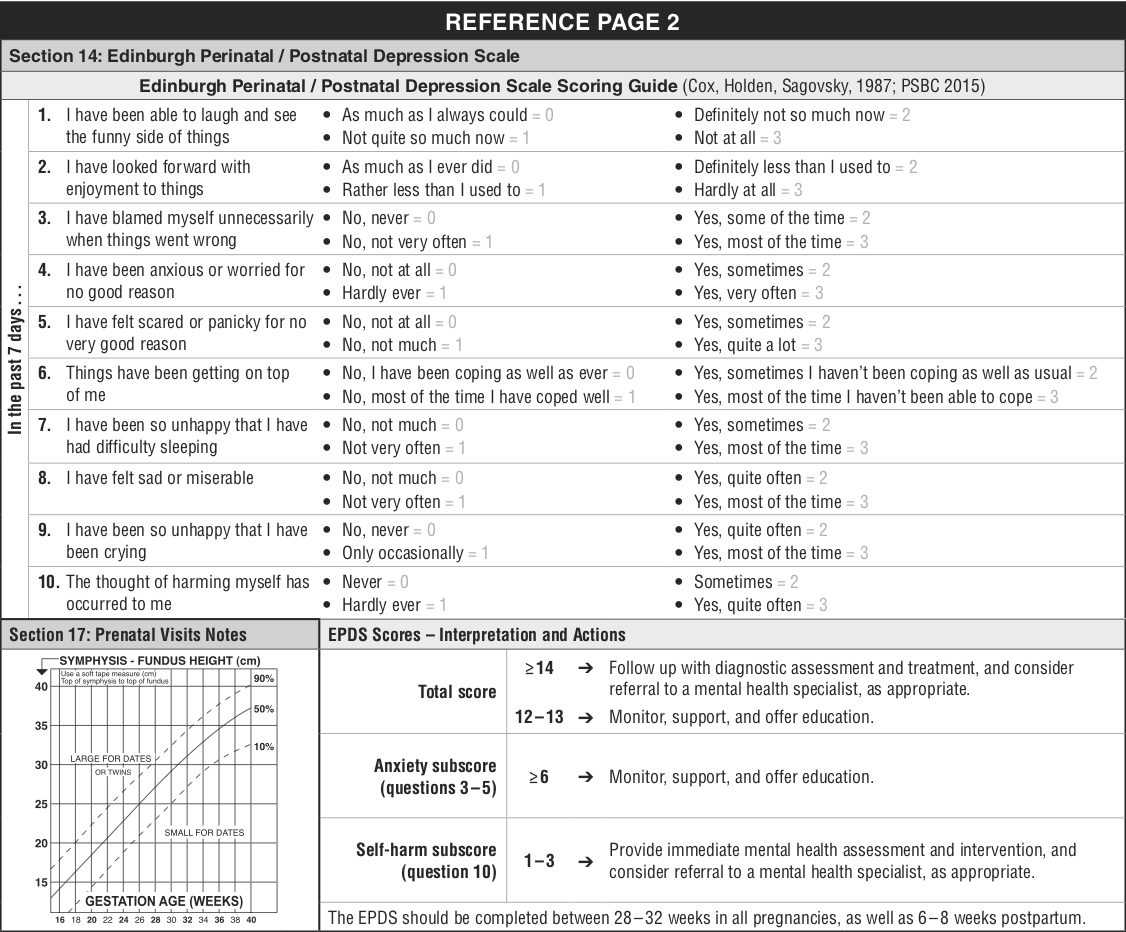 REFERENCE PAGE 2
Section 14: Edinburgh Perinatal / Postnatal Depression Scale
Edinburgh Perinatal / Postnatal Depression Scale Scoring Guide (Cox, Holden, Sagovsky, 1987; PSBC 2015)
In the past 7 days . . .
1. I have been able to laugh and see
the funny side of things
• As much as I always could = 0
• Not quite so much now = 1
• Definitely not so much now = 2
• Not at all = 3
2. I have looked forward with
enjoyment to things
• As much as I ever did = 0
• Rather less than I used to = 1
• Definitely less than I used to = 2
• Hardly at all = 3
3. I have blamed myself unnecessarily
when things went wrong
• No, never = 0
• No, not very often = 1
• Yes, some of the time = 2
• Yes, most of the time = 3
4. I have been anxious or worried for
no good reason
• No, not at all = 0
• Hardly ever = 1
• Yes, sometimes = 2
• Yes, very often = 3
5. I have felt scared or panicky for no
very good reason
• No, not at all = 0
• No, not much = 1
• Yes, sometimes = 2
• Yes, quite a lot = 3
6. Things have been getting on top
of me
• No, I have been coping as well as ever = 0
• No, most of the time I have coped well = 1
• Yes, sometimes I haven't been coping as well as usual = 2
• Yes, most of the time I haven't been able to cope = 3
7. I have been so unhappy that I have
had difficulty sleeping
• No, not much = 0
• Not very often = 1
• Yes, sometimes = 2
• Yes, most of the time = 3
8. I have felt sad or miserable
• No, not much = 0
• Not very often = 1
• Yes, quite often = 2
• Yes, most of the time = 3
9. I have been so unhappy that I have
been crying
• No, never = 0
• Only occasionally = 1
• Yes, quite often = 2
• Yes, most of the time = 3
10. The thought of harming myself has
occurred to me
• Never = 0
• Hardly ever = 1
• Sometimes = 2
• Yes, quite often = 3
Section 17: Prenatal Visits Notes
SYMPHYSIS - FUNDUS HEIGHT (cm)
Use a soft tape measure (cm)
Top of symphysis to top of fundus
90%
50%
10%
40
35
30
25
20
15
LARGE FOR DATES
OR TWINS
SMALL FOR DATES
GESTATION AGE (WEEKS)
16 18 20 22 24 26 28 30 32 34 36 38 40
EPDS Scores – Interpretation and Actions
Total score
≥14 ➔ Follow up with diagnostic assessment and treatment, and consider
referral to a mental health specialist, as appropriate.
12–13 ➔ Monitor, support, and offer education.
Anxiety subscore
(questions 3–5)
≥6 ➔ Monitor, support, and offer education.
Self-harm subscore
(question 10)
1–3 ➔ Provide immediate mental health assessment and intervention, and
consider referral to a mental health specialist, as appropriate.
The EPDS should be completed between 28–32 weeks in all pregnancies, as well as 6–8 weeks postpartum.